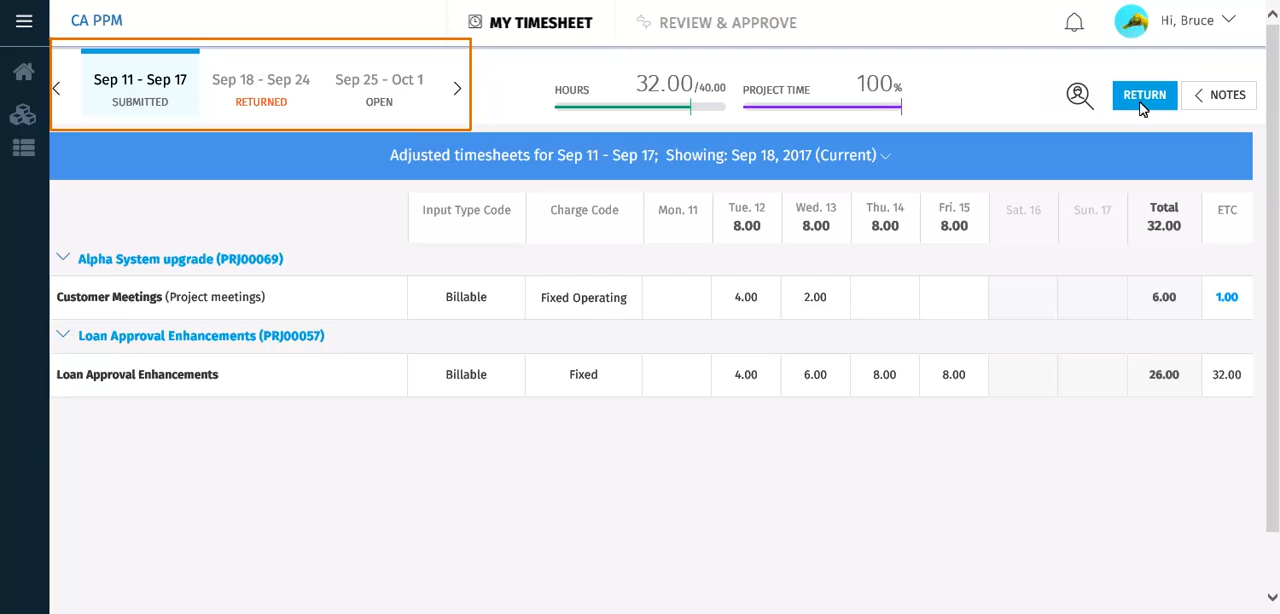 CA PPM
MY TIMESHEET
REVIEW & APPROVE
Hi, Bruce
Sep 11 - Sep 17
SUBMITTED
Sep 18 - Sep 24
RETURNED
Sep 25 - Oct 1
OPEN
HOURS 32.00/40.00
PROJECT TIME 100%
RETURN
NOTES
Adjusted timesheets for Sep 11 - Sep 17; Showing: Sep 18, 2017 (Current)
Input Type Code Charge Code Mon. 11 Tue. 12 Wed. 13 Thu. 14 Fri. 15 Sat. 16 Sun. 17 Total ETC
8.00 8.00 8.00 8.00 32.00
Alpha System upgrade (PRJ00069)
Customer Meetings (Project meetings) Billable Fixed Operating 4.00 2.00 6.00 1.00
Loan Approval Enhancements (PRJ00057)
Loan Approval Enhancements Billable Fixed 4.00 6.00 8.00 8.00 26.00 32.00